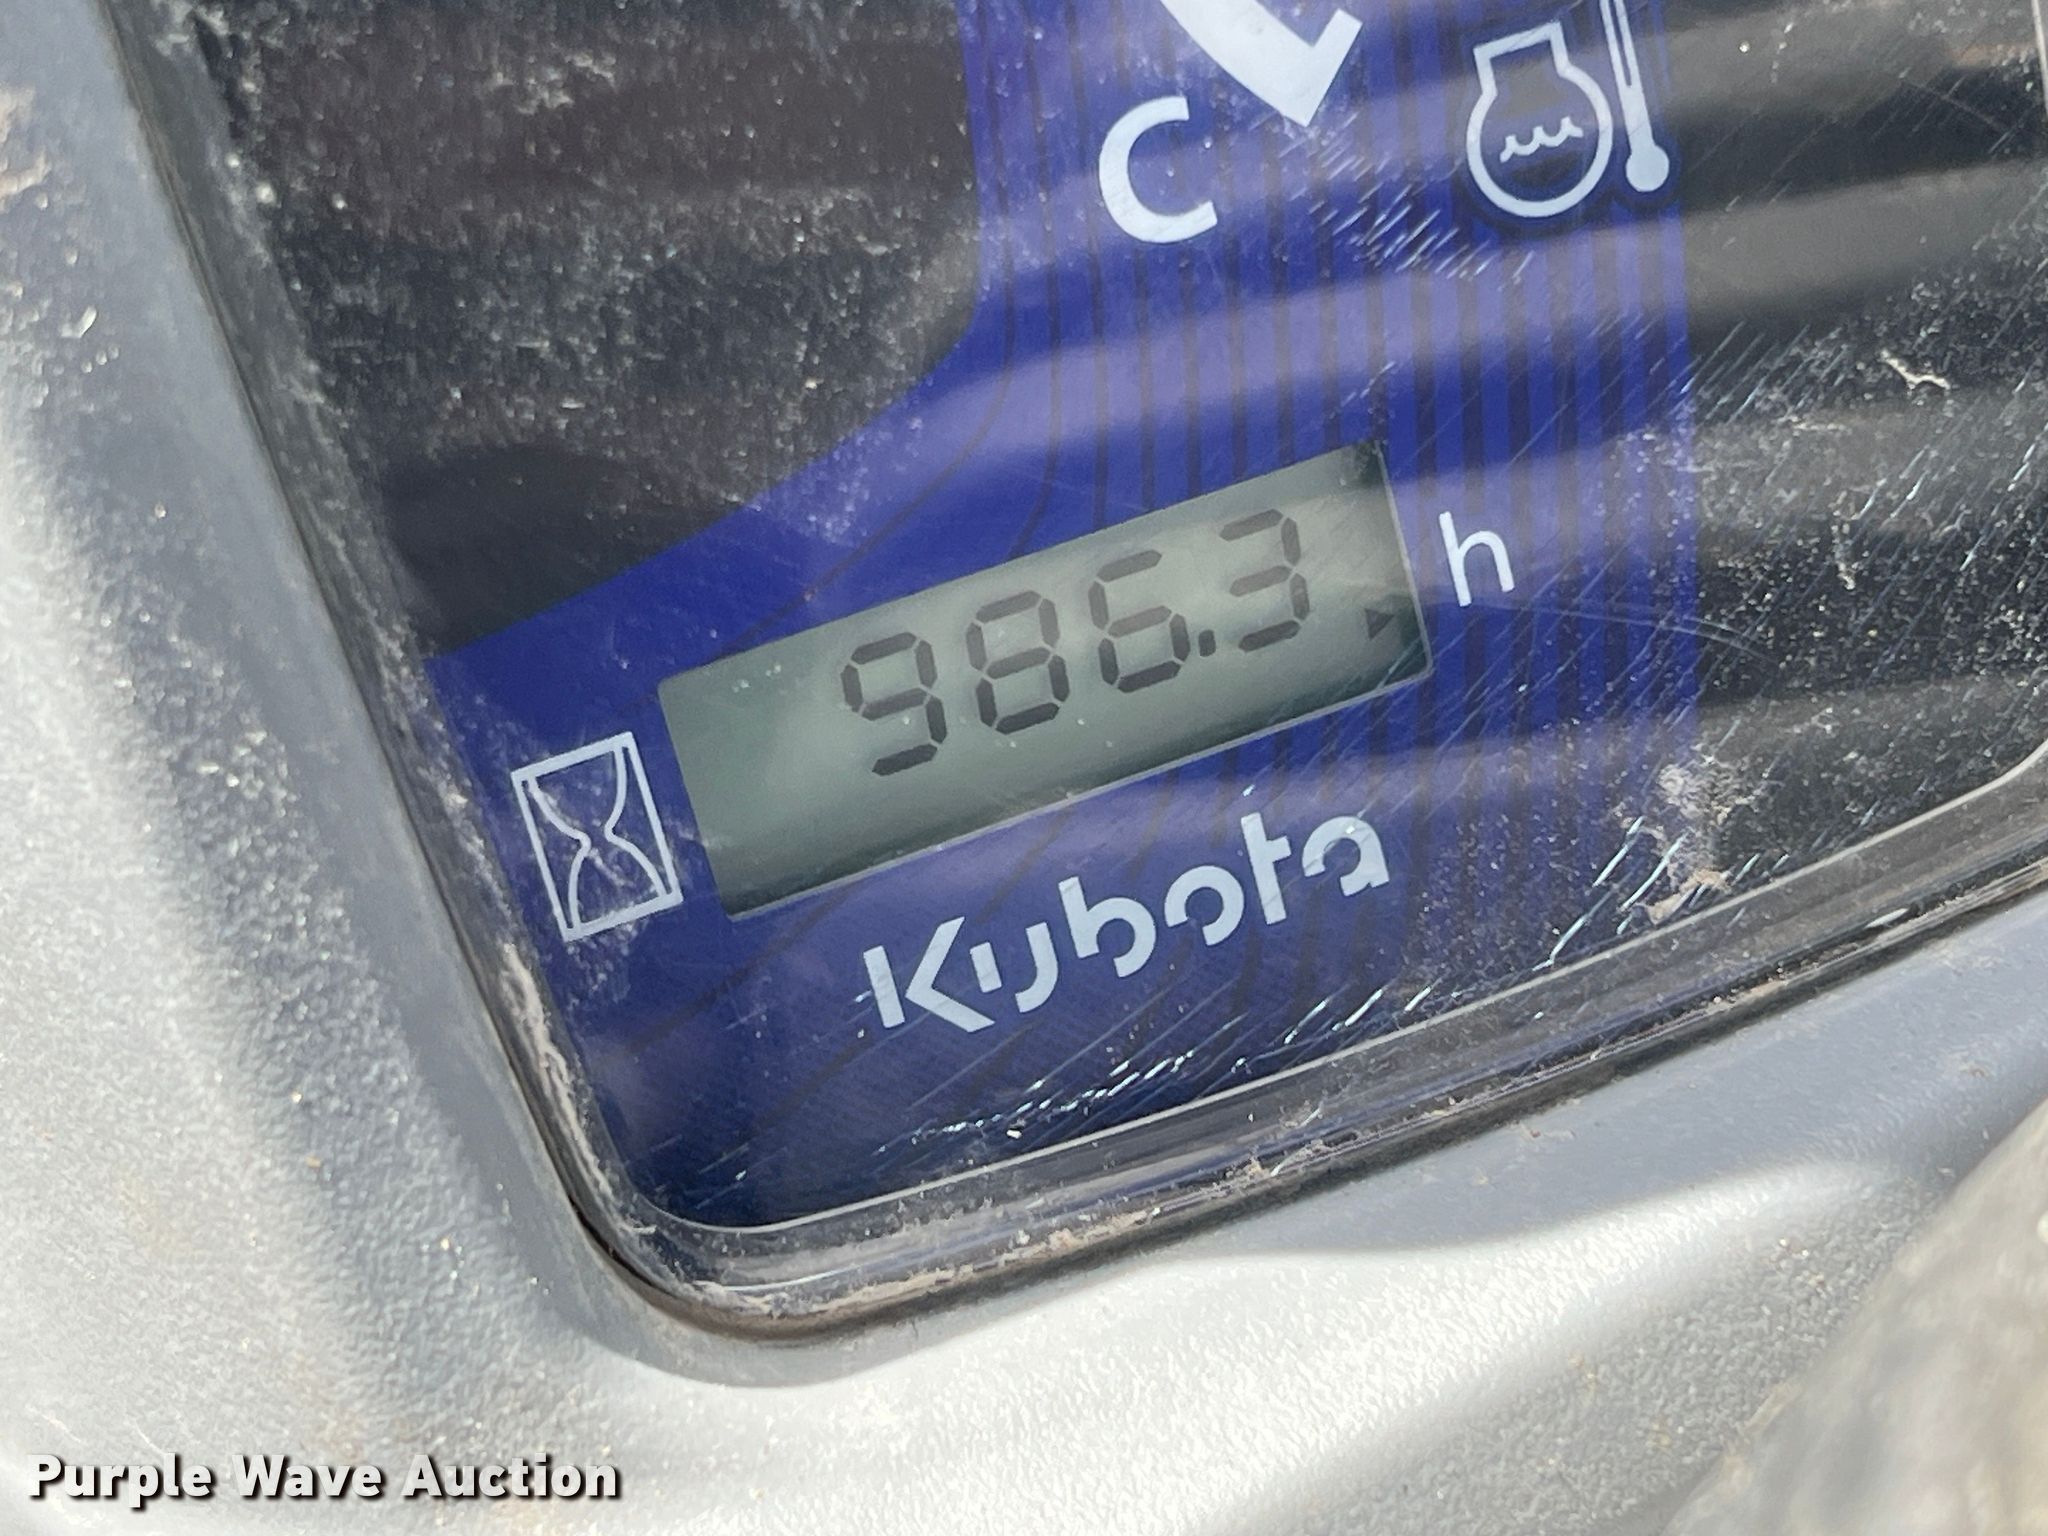 C
986.3 h
Kubota
Purple Wave Auction